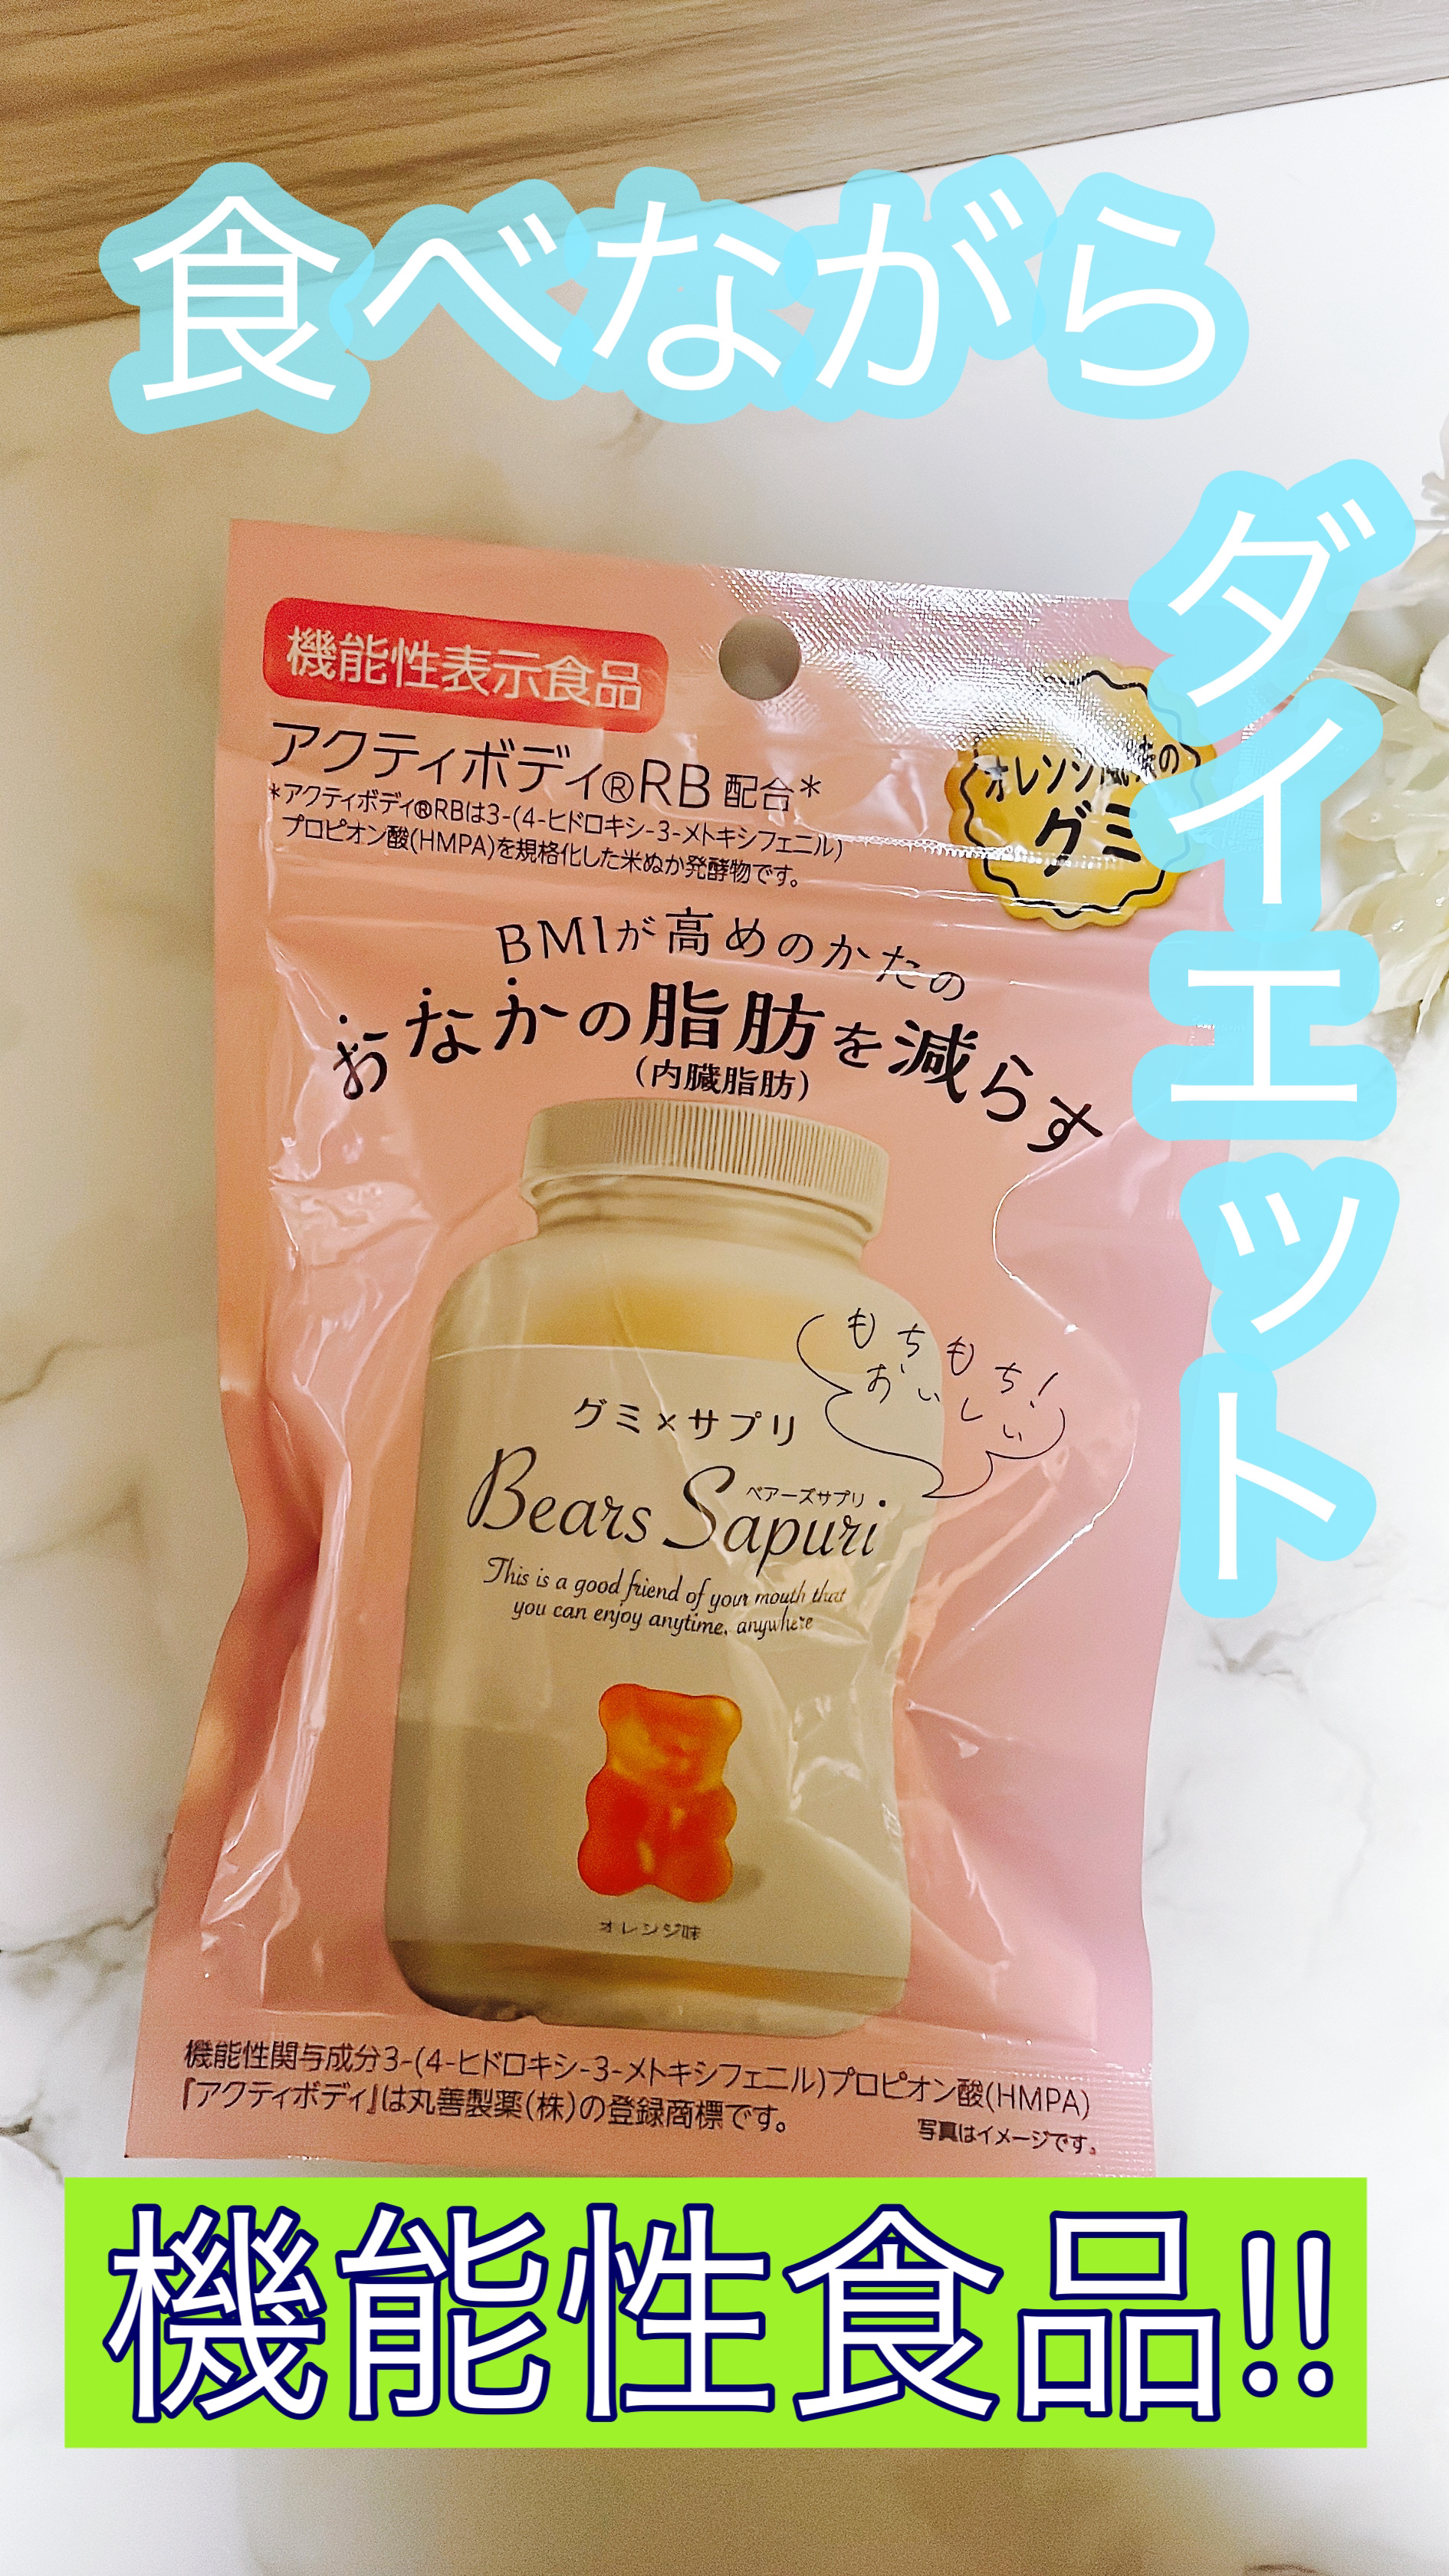 食べながら
ダイエット
機能性表示食品
アクティボディ®RB 配合*
*アクティボディ®RBは3-(4-ヒドロキシ-3-メトキシフェニル)
プロピオン酸(HMPA)を規格化した米ぬか発酵物です。
オレンジ風味の
グミ
BMIが高めのかたの
おなかの脂肪を減らす
(内臓脂肪)
もちもち!
おいしい
グミ×サプリ
ベアーズサプリ
Bears Sapuri
This is a good friend of your mouth that
you can enjoy anytime, anywhere
オレンジ味
機能性関与成分3-(4-ヒドロキシ-3-メトキシフェニル)プロピオン酸(HMPA)
『アクティボディ』は丸善製薬(株)の登録商標です。
写真はイメージです。
機能性食品!!